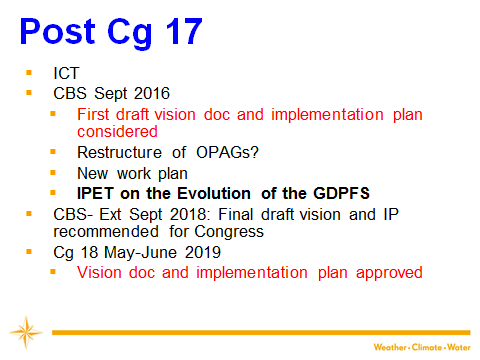 Post Cg 17
ICT
CBS Sept 2016
First draft vision doc and implementation plan
considered
Restructure of OPAGs?
New work plan
IPET on the Evolution of the GDPFS
CBS- Ext Sept 2018: Final draft vision and IP
recommended for Congress
Cg 18 May-June 2019
Vision doc and implementation plan approved
Weather • Climate • Water